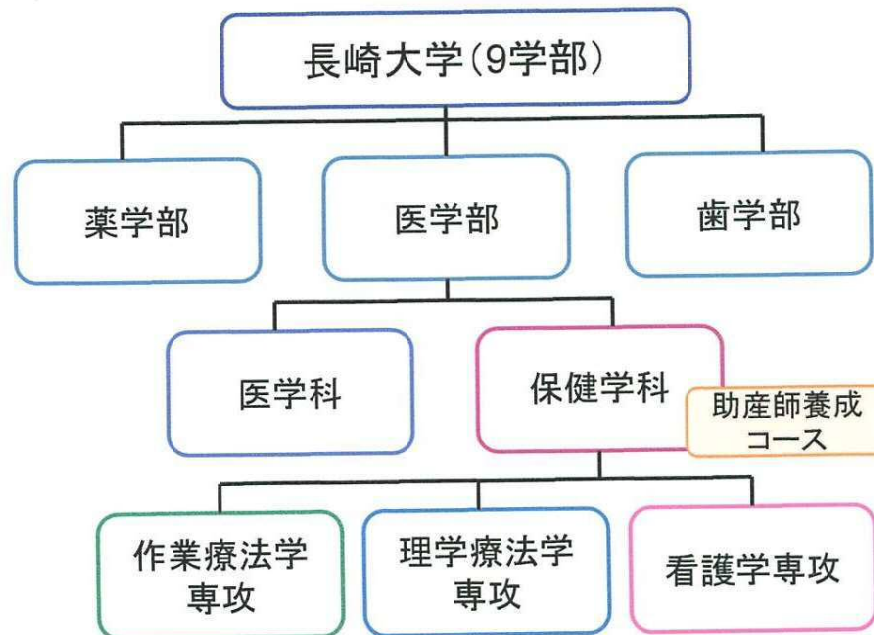 長崎大学(9学部)
薬学部
医学部
歯学部
医学科
保健学科
助産師養成
コース
作業療法学
専攻
理学療法学
専攻
看護学専攻